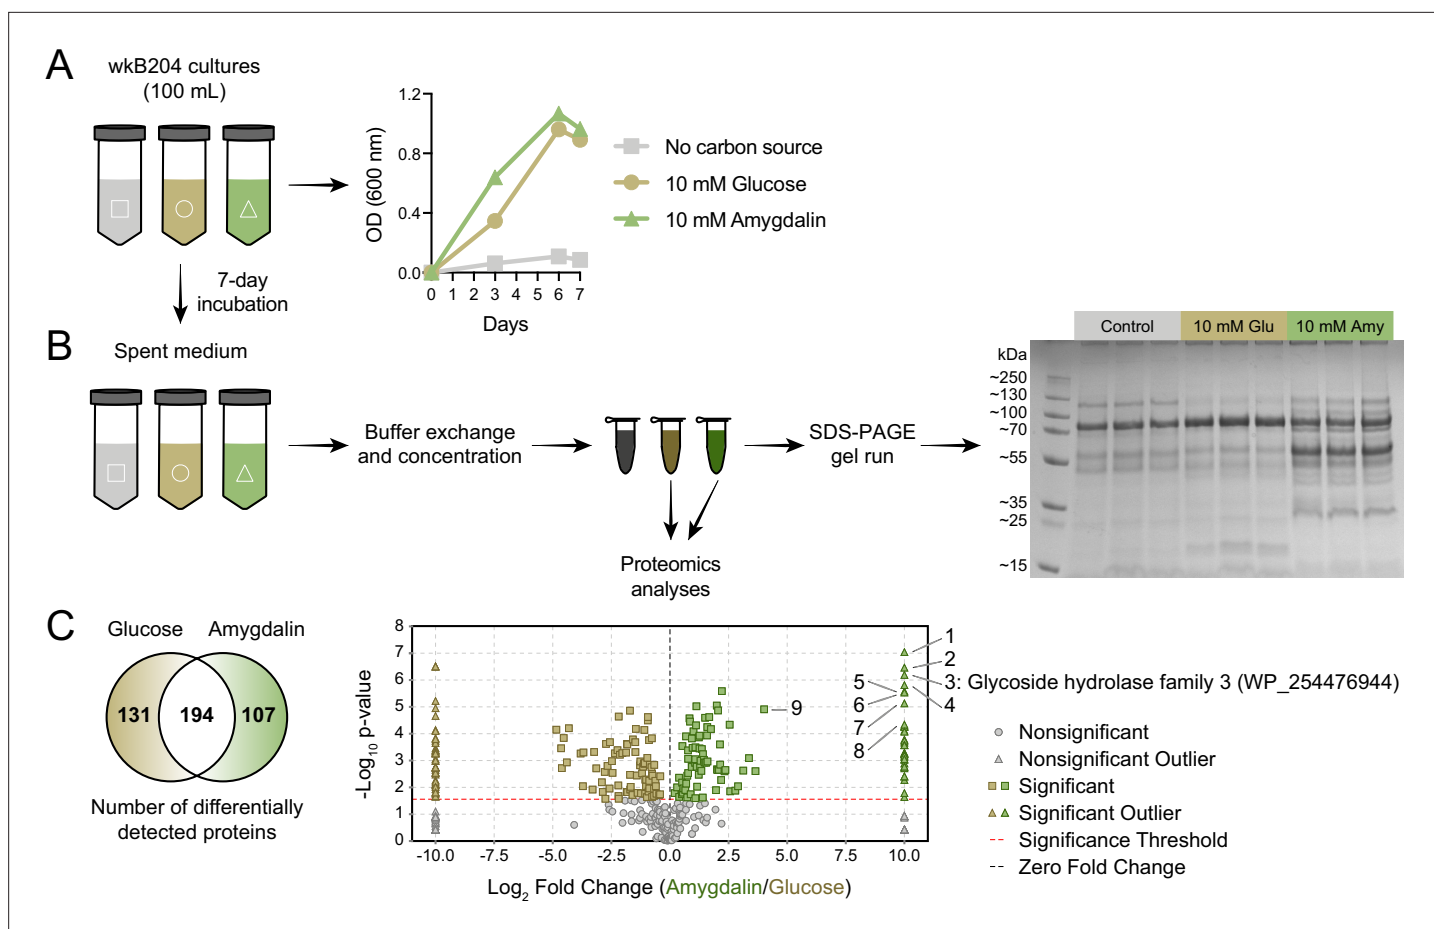 A
wkB204 cultures
(100 mL)
1.2
0.8
0.4
0.0
OD (600 nm)
0 1 2 3 4 5 6 7
Days
No carbon source
10 mM Glucose
10 mM Amygdalin
7-day
incubation
B
Spent medium
Buffer exchange
and concentration
SDS-PAGE
gel run
Proteomics
analyses
Control
10 mM Glu
10 mM Amy
kDa
~250
~130
~100
~70
~55
~35
~25
~15
C
Glucose
Amygdalin
131
194
107
Number of differentially
detected proteins
8
7
6
5
4
3
2
1
0
-Log10 p-value
-10.0 -7.5 -5.0 -2.5 0.0 2.5 5.0 7.5 10.0
Log2 Fold Change (Amygdalin/Glucose)
1
2
3: Glycoside hydrolase family 3 (WP_254476944)
4
5
6
7
8
9
Nonsignificant
Nonsignificant Outlier
Significant
Significant Outlier
Significance Threshold
Zero Fold Change